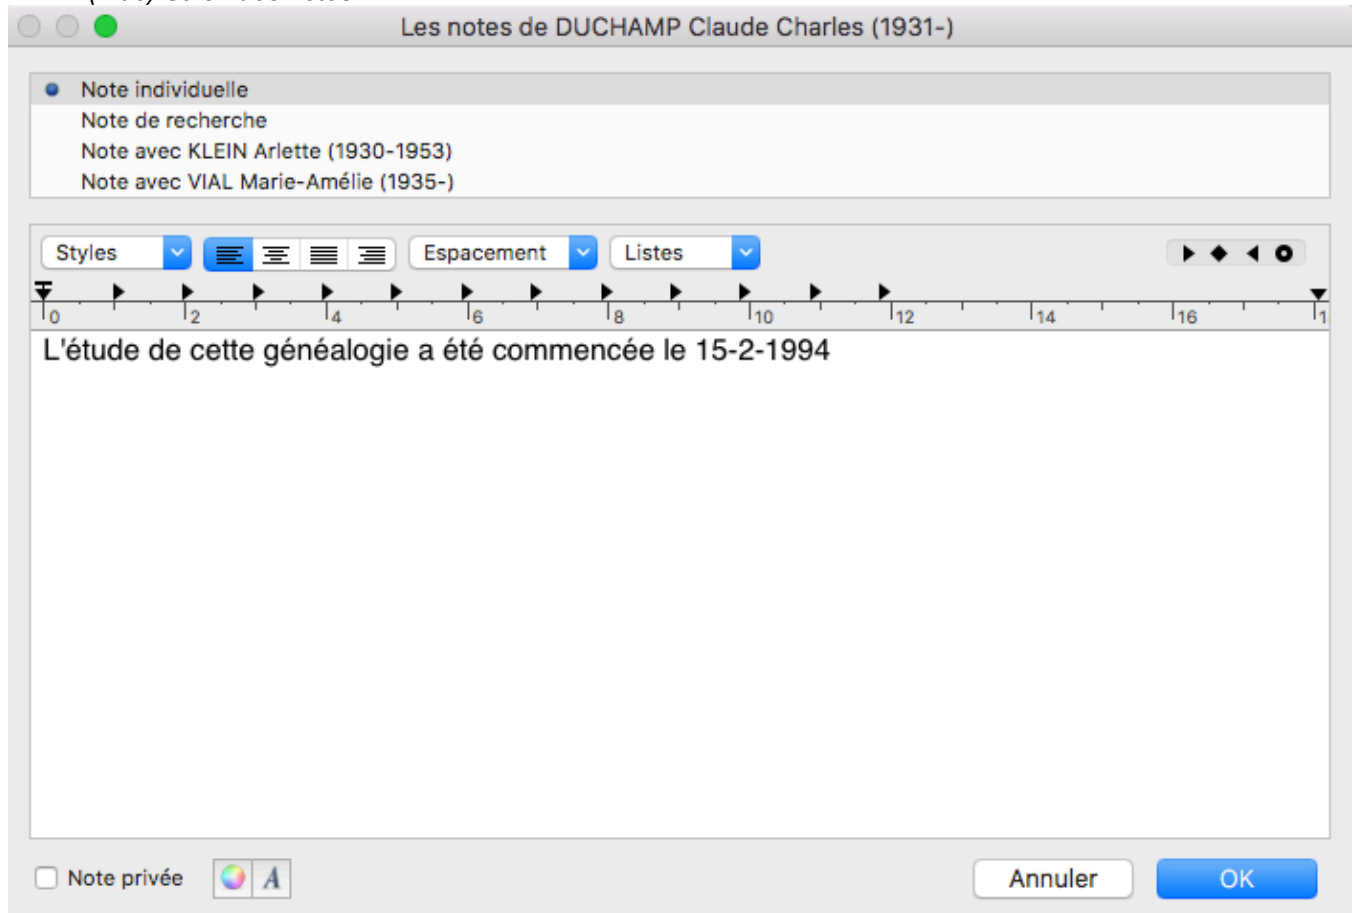 Les notes de DUCHAMP Claude Charles (1931-)
Note individuelle
Note de recherche
Note avec KLEIN Arlette (1930-1953)
Note avec VIAL Marie-Amélie (1935-)
Styles Espacement Listes
0 2 4 6 8 10 12 14 16 1
L'étude de cette généalogie a été commencée le 15-2-1994
Note privée A Annuler OK